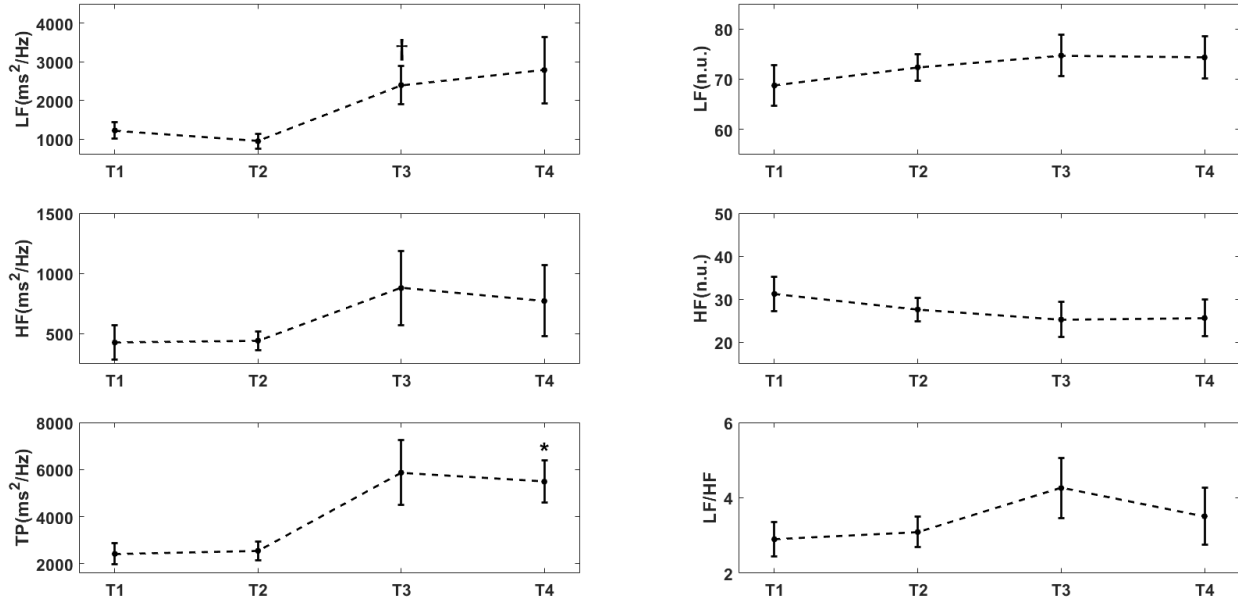 LF(ms²/Hz)
4000
3000
2000
1000
†
T1 T2 T3 T4
LF(n.u.)
80
70
60
T1 T2 T3 T4
HF(ms²/Hz)
1500
1000
500
T1 T2 T3 T4
HF(n.u.)
50
40
30
20
T1 T2 T3 T4
TP(ms²/Hz)
8000
6000
4000
2000
*
T1 T2 T3 T4
LF/HF
6
4
2
T1 T2 T3 T4